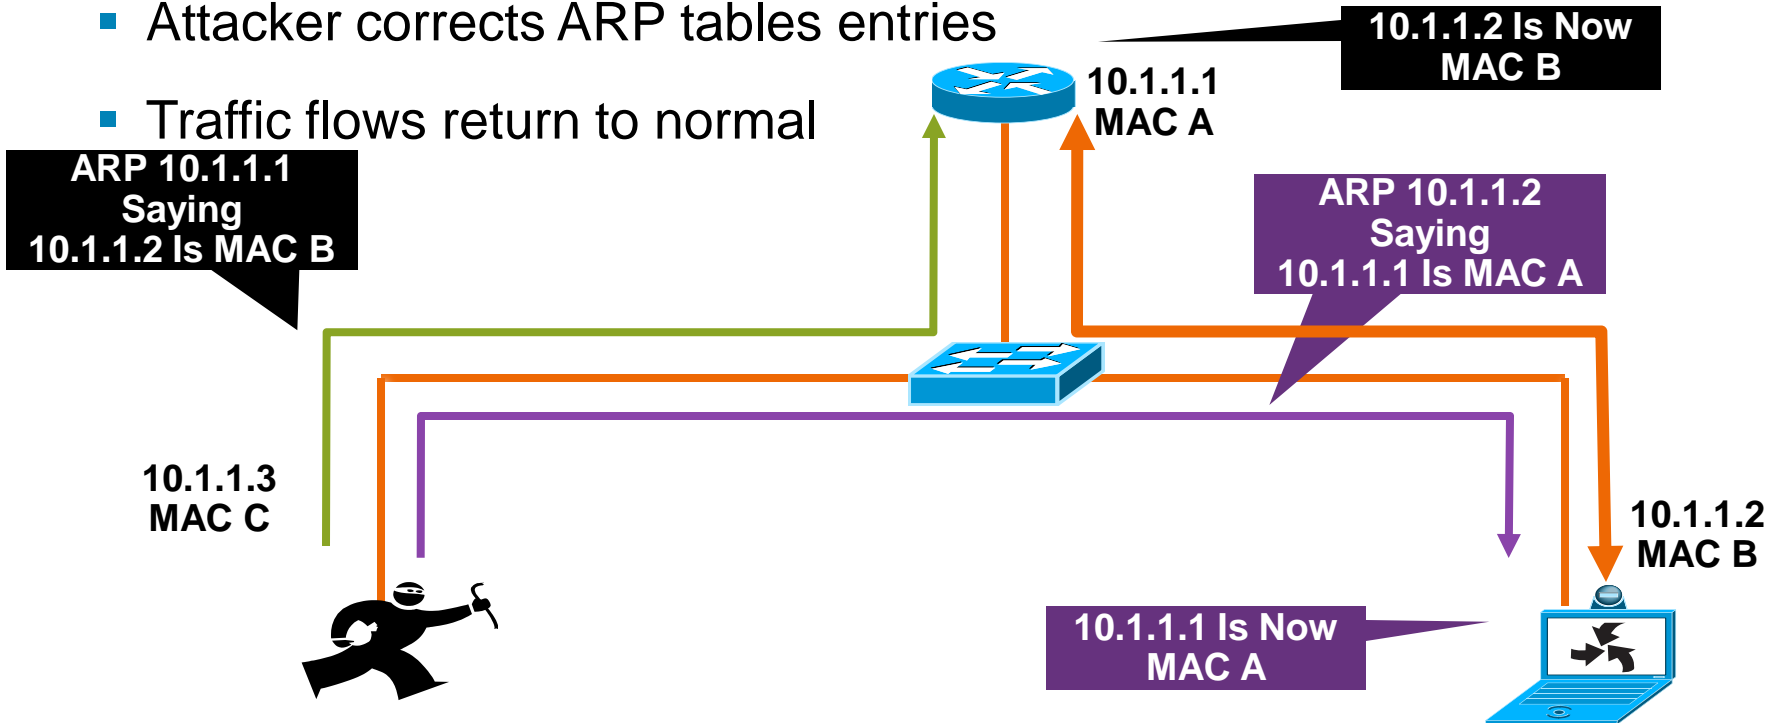 Attacker corrects ARP tables entries
Traffic flows return to normal
10.1.1.2 Is Now
MAC B
10.1.1.1
MAC A
ARP 10.1.1.1
Saying
10.1.1.2 Is MAC B
ARP 10.1.1.2
Saying
10.1.1.1 Is MAC A
10.1.1.3
MAC C
10.1.1.2
MAC B
10.1.1.1 Is Now
MAC A